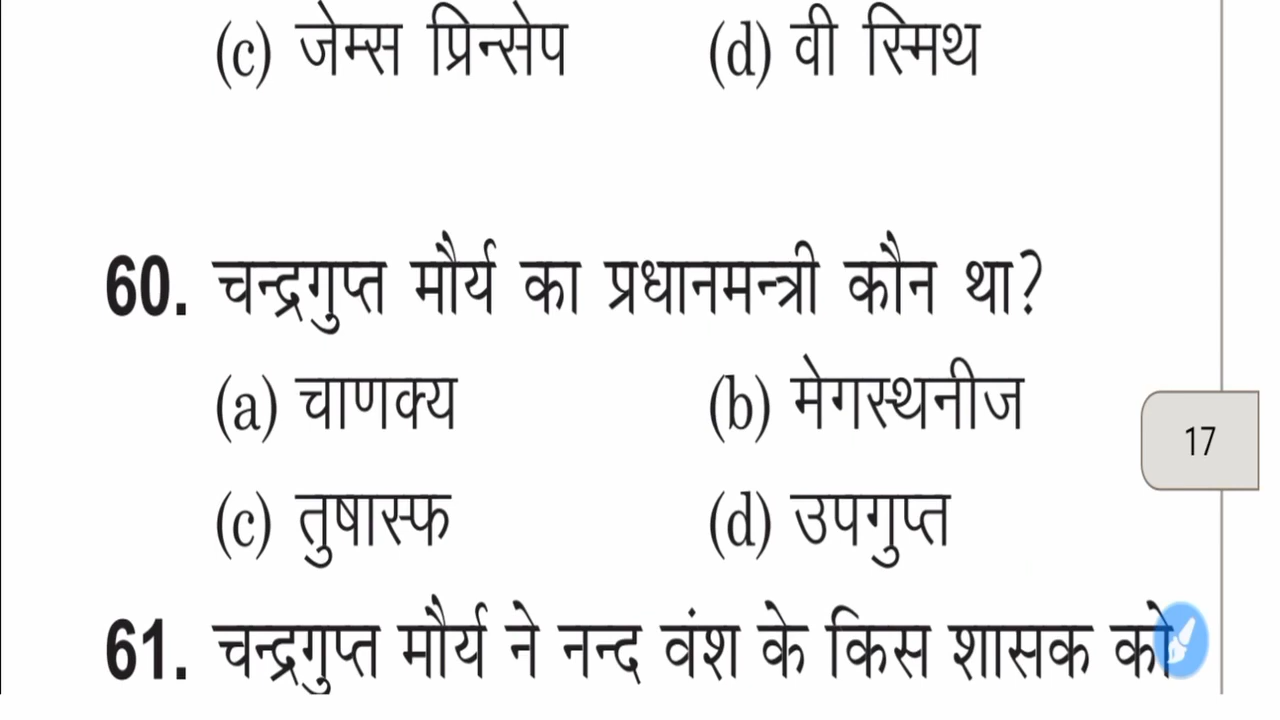 (c) जेम्स प्रिन्सेप (d) वी स्मिथ
60. चन्द्रगुप्त मौर्य का प्रधानमन्त्री कौन था?
(a) चाणक्य (b) मेगस्थनीज
17
(c) तुषास्फ (d) उपगुप्त
61. चन्द्रगुप्त मौर्य ने नन्द वंश के किस शासक को